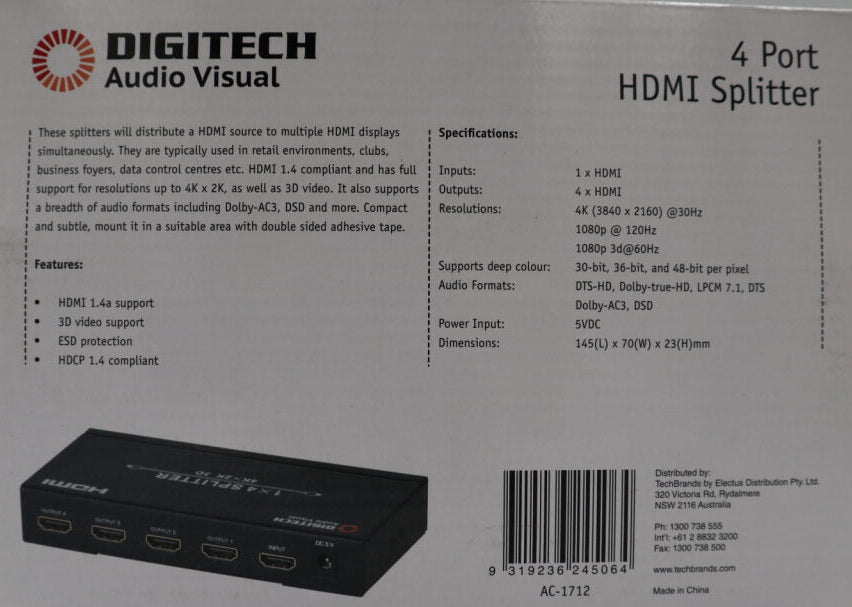 DIGITECH
Audio Visual
4 Port
HDMI Splitter
These splitters will distribute a HDMI source to multiple HDMI displays
simultaneously. They are typically used in retail environments, clubs,
business foyers, data control centres etc. HDMI 1.4 compliant and has full
support for resolutions up to 4K x 2K, as well as 3D video. It also supports
a breadth of audio formats including Dolby-AC3, DSD and more. Compact
and subtle, mount it in a suitable area with double sided adhesive tape.
Features:
• HDMI 1.4a support
• 3D video support
• ESD protection
• HDCP 1.4 compliant
Specifications:
Inputs: 1 x HDMI
Outputs: 4 x HDMI
Resolutions: 4K (3840 x 2160) @30Hz
1080p @ 120Hz
1080p 3d@60Hz
Supports deep colour: 30-bit, 36-bit, and 48-bit per pixel
Audio Formats: DTS-HD, Dolby-true-HD, LPCM 7.1, DTS
Dolby-AC3, DSD
Power Input: 5VDC
Dimensions: 145(L) x 70(W) x 23(H)mm
HDMI
1x4 SPLITTER
4K×2K 3D
DIGITECH
Audio Visual
OUTPUT 4
OUTPUT 3
OUTPUT 2
OUTPUT 1
INPUT
DC 5V
9 319236 245064
AC-1712
Distributed by:
TechBrands by Electus Distribution Pty. Ltd.
320 Victoria Rd, Rydalmere
NSW 2116 Australia
Ph: 1300 738 555
Int'l: +61 2 8832 3200
Fax: 1300 738 500
www.techbrands.com
Made in China